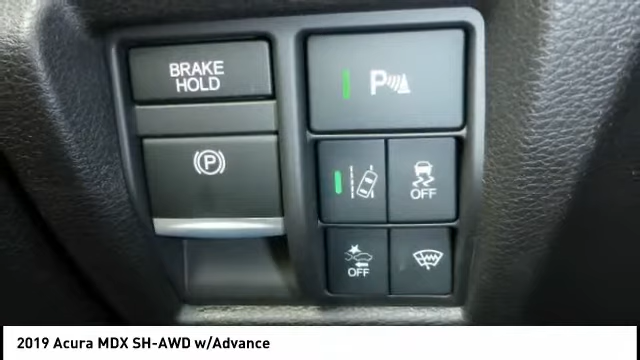 BRAKE
HOLD
P
P
OFF
OFF
2019 Acura MDX SH-AWD w/Advance